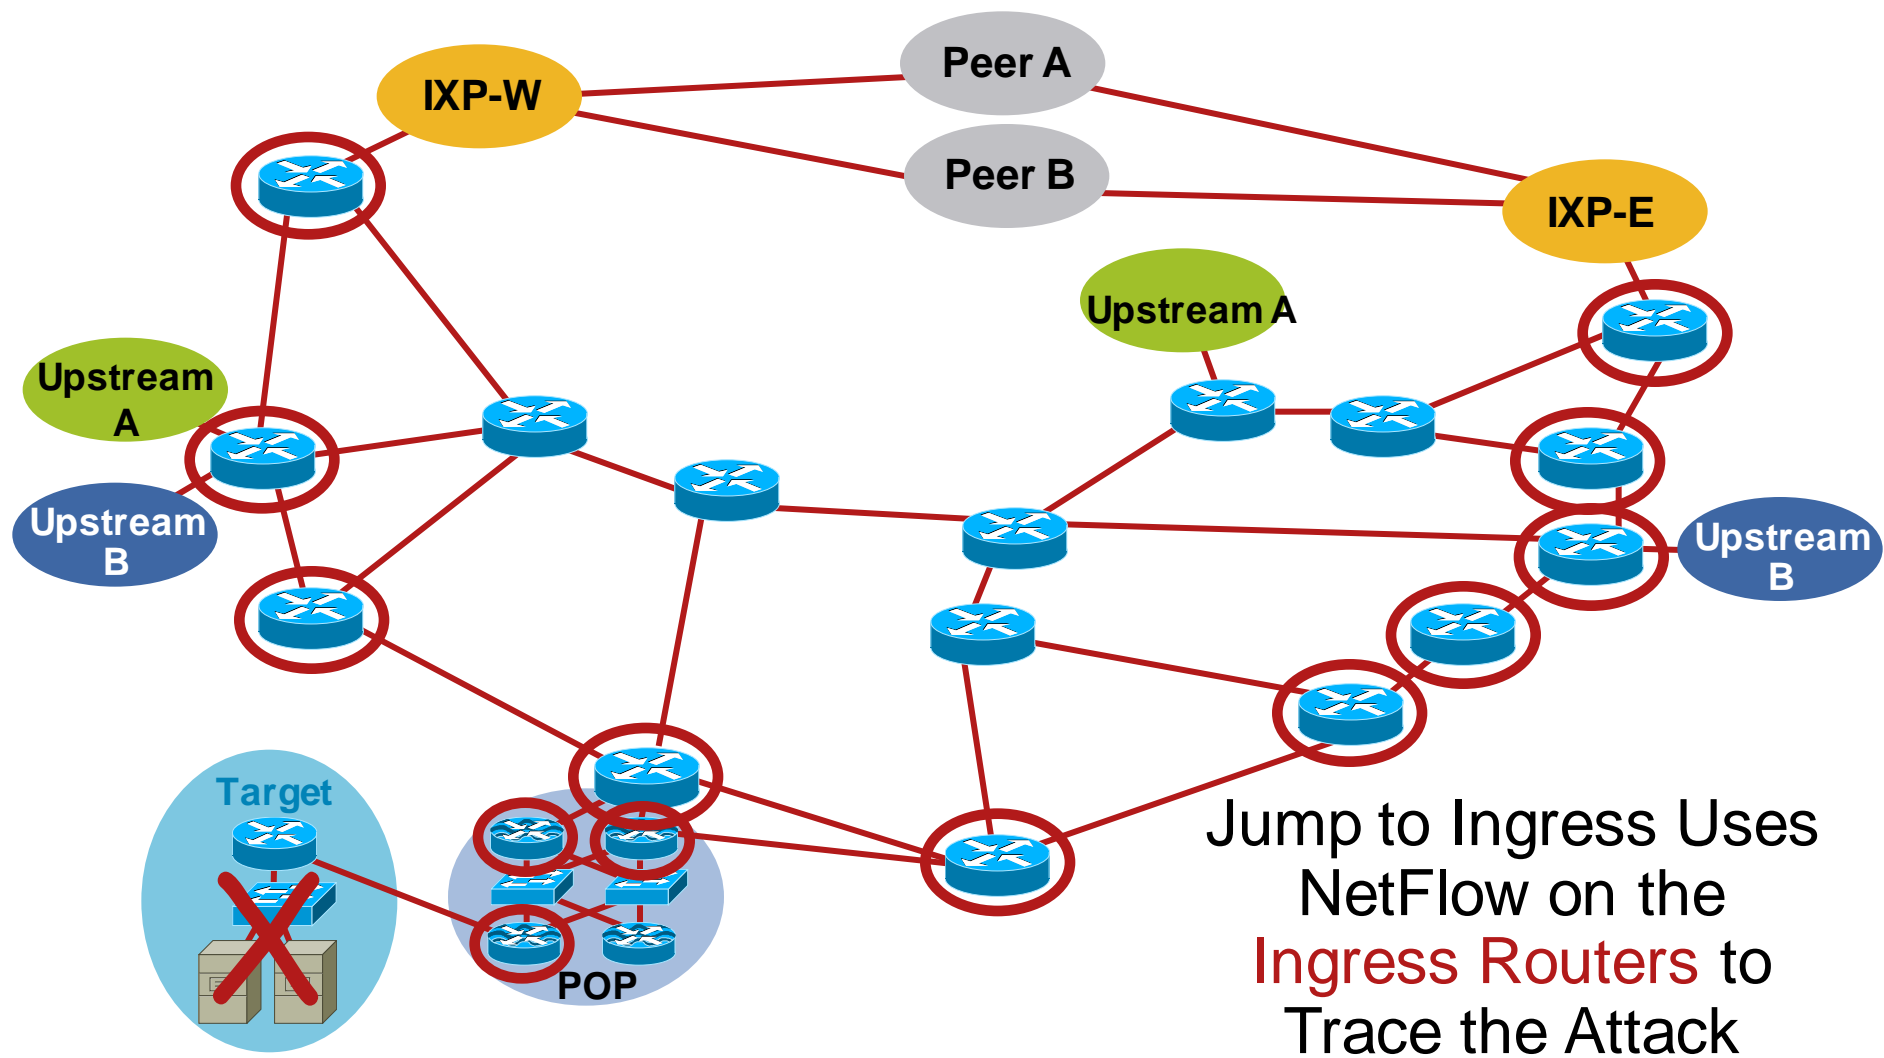 Peer A
IXP-W
Peer B
IXP-E
Upstream A
Upstream
A
Upstream
B
Upstream
B
Target
POP
Jump to Ingress Uses
NetFlow on the
Ingress Routers to
Trace the Attack